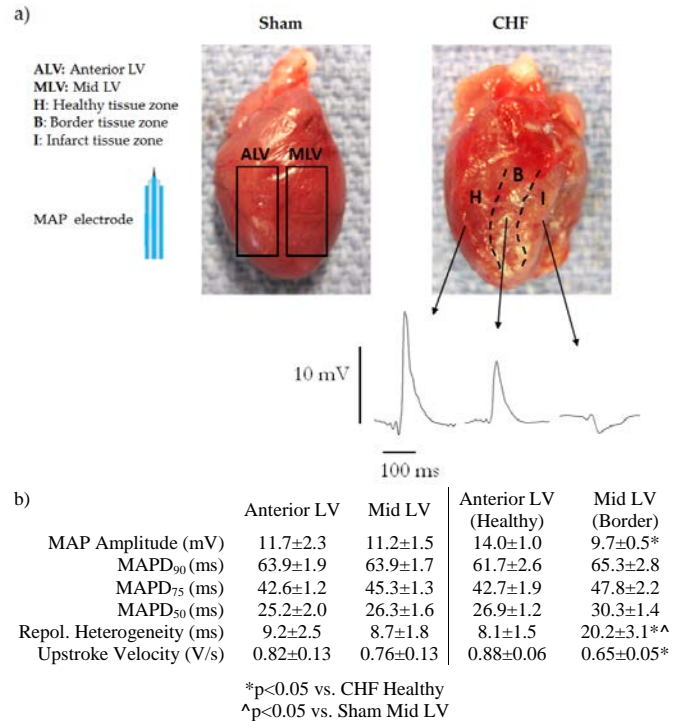 a)
Sham CHF
ALV: Anterior LV
MLV: Mid LV
H: Healthy tissue zone
B: Border tissue zone
I: Infarct tissue zone
MAP electrode
ALV MLV
H B I
10 mV
100 ms
b)
Anterior LV Mid LV Anterior LV (Healthy) Mid LV (Border)
MAP Amplitude (mV) 11.7±2.3 11.2±1.5 14.0±1.0 9.7±0.5*
MAPD90 (ms) 63.9±1.9 63.9±1.7 61.7±2.6 65.3±2.8
MAPD75 (ms) 42.6±1.2 45.3±1.3 42.7±1.9 47.8±2.2
MAPD50 (ms) 25.2±2.0 26.3±1.6 26.9±1.2 30.3±1.4
Repol. Heterogeneity (ms) 9.2±2.5 8.7±1.8 8.1±1.5 20.2±3.1*^
Upstroke Velocity (V/s) 0.82±0.13 0.76±0.13 0.88±0.06 0.65±0.05*
*p<0.05 vs. CHF Healthy
^p<0.05 vs. Sham Mid LV